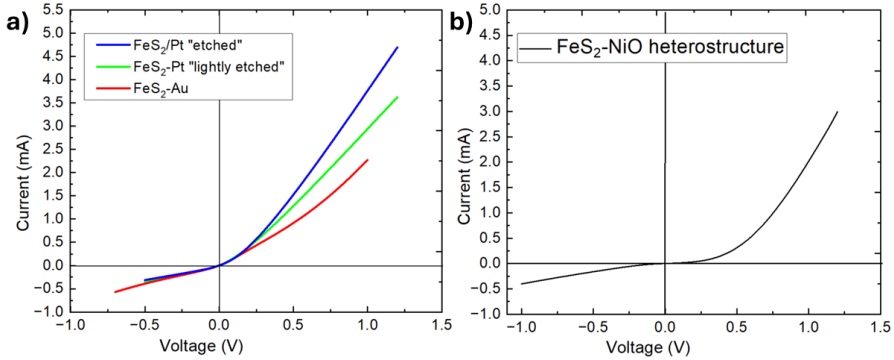 a)
5.5
5.0
4.5
4.0
3.5
3.0
2.5
2.0
1.5
1.0
0.5
0.0
−0.5
−1.0
Current (mA)
FeS₂/Pt "etched"
FeS₂-Pt "lightly etched"
FeS₂-Au
−1.0 −0.5 0.0 0.5 1.0 1.5
Voltage (V)
b)
5.0
4.5
4.0
3.5
3.0
2.5
2.0
1.5
1.0
0.5
0.0
−0.5
−1.0
Current (mA)
FeS₂-NiO heterostructure
−1.0 −0.5 0.0 0.5 1.0 1.5
Voltage (V)